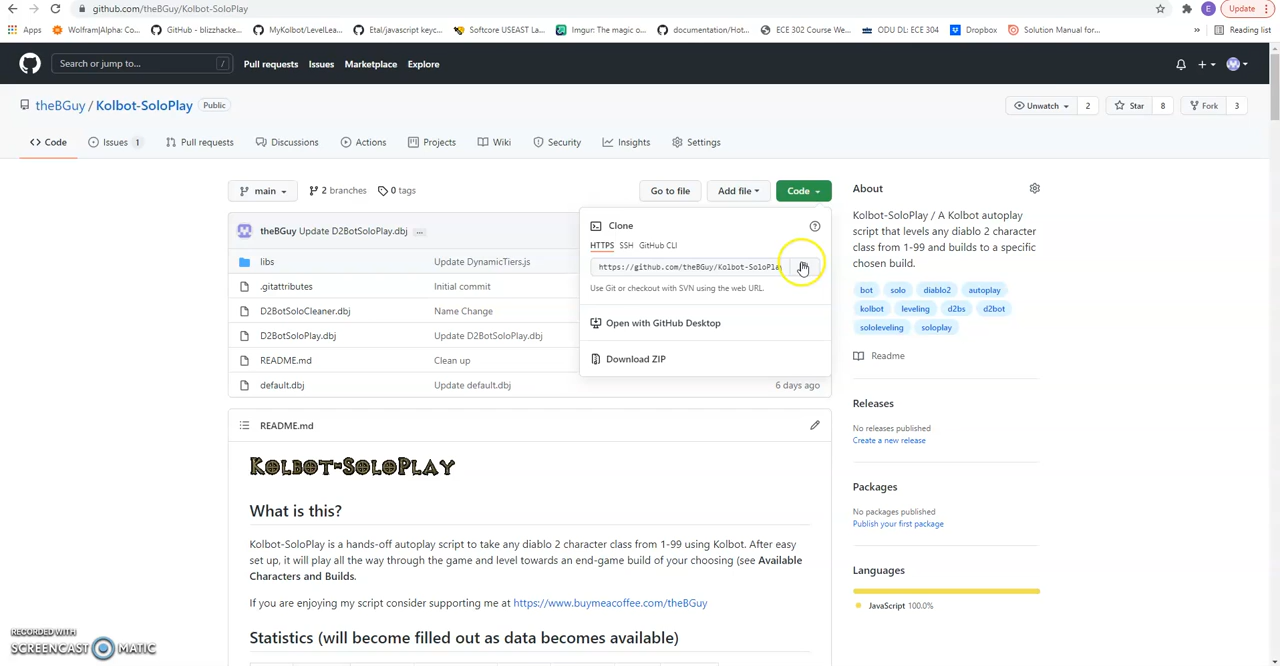 github.com/theBGuy/Kolbot-SoloPlay
Update
Apps
Wolfram|Alpha: Co...
GitHub - blizzhacke...
MyKolbot/LevelLea...
Etal/javascript keyc...
Softcore USEAST L...
Imgur: The magic o...
documentation/Hot...
ECE 302 Course We...
ODU DL: ECE 304
Dropbox
Solution Manual for...
»
Reading list
Search or jump to...
/
Pull requests
Issues
Marketplace
Explore
theBGuy / Kolbot-SoloPlay
Public
Unwatch
2
Star
8
Fork
3
<> Code
Issues 1
Pull requests
Discussions
Actions
Projects
Wiki
Security
Insights
Settings
main
2 branches
0 tags
Go to file
Add file
Code
theBGuy Update D2BotSoloPlay.dbj ...
libs
Update DynamicTiers.js
.gitattributes
Initial commit
D2BotSoloCleaner.dbj
Name Change
D2BotSoloPlay.dbj
Update D2BotSoloPlay.dbj
README.md
Clean up
default.dbj
Update default.dbj
6 days ago
Clone
HTTPS
SSH
GitHub CLI
https://github.com/theBGuy/Kolbot-SoloPla
Use Git or checkout with SVN using the web URL.
Open with GitHub Desktop
Download ZIP
README.md
KOLBOT-SOLOPLAY
What is this?
Kolbot-SoloPlay is a hands-off autoplay script to take any diablo 2 character class from 1-99 using Kolbot. After easy
set up, it will play all the way through the game and level towards an end-game build of your choosing (see Available
Characters and Builds.
If you are enjoying my script consider supporting me at https://www.buymeacoffee.com/theBGuy
Statistics (will become filled out as data becomes available)
About
Kolbot-SoloPlay / A Kolbot autoplay
script that levels any diablo 2 character
class from 1-99 and builds to a specific
chosen build.
bot
solo
diablo2
autoplay
kolbot
leveling
d2bs
d2bot
sololeveling
soloplay
Readme
Releases
No releases published
Create a new release
Packages
No packages published
Publish your first package
Languages
JavaScript 100.0%
RECORDED WITH
SCREENCAST MATIC